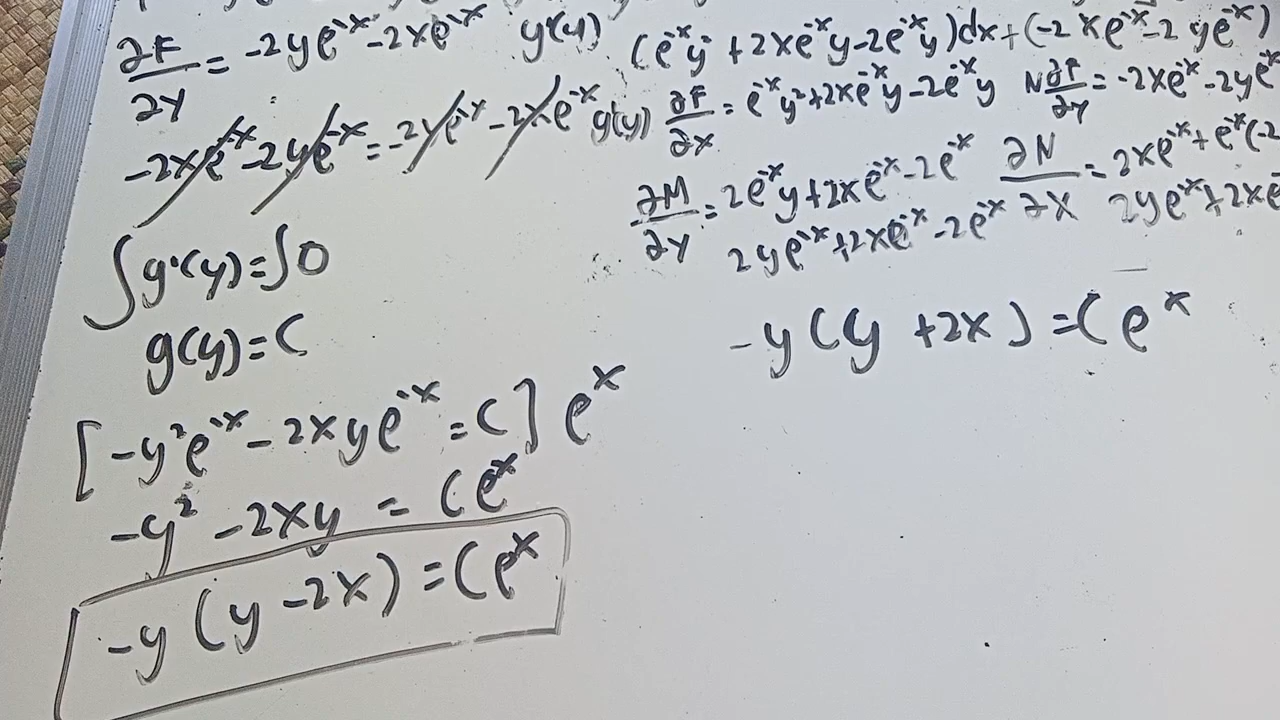 ∂F/∂Y = -2ye^-x - 2xe^-x g'(y)
-2xe^-x - 2ye^-x = -2ye^-x - 2xe^-x g'(y)
∫g'(y) = ∫0
g(y) = C
[-y²e^-x - 2xye^-x = C] e^x
-y² - 2xy = Ce^x
-y(y - 2x) = Ce^x
(e^-x y² + 2xe^-x y - 2e^-x y)dx + (-2xe^-x - 2ye^-x)
∂F/∂X = e^-x y² + 2xe^-x y - 2e^-x y N ∂F/∂Y = -2xe^-x - 2ye^-x
∂M/∂Y = 2e^-x y + 2xe^-x - 2e^-x ∂N/∂X = 2xe^-x + e^-x(-2
2ye^-x + 2xe^-x - 2e^-x 2ye^-x + 2xe
-y(y + 2x) = Ce^x